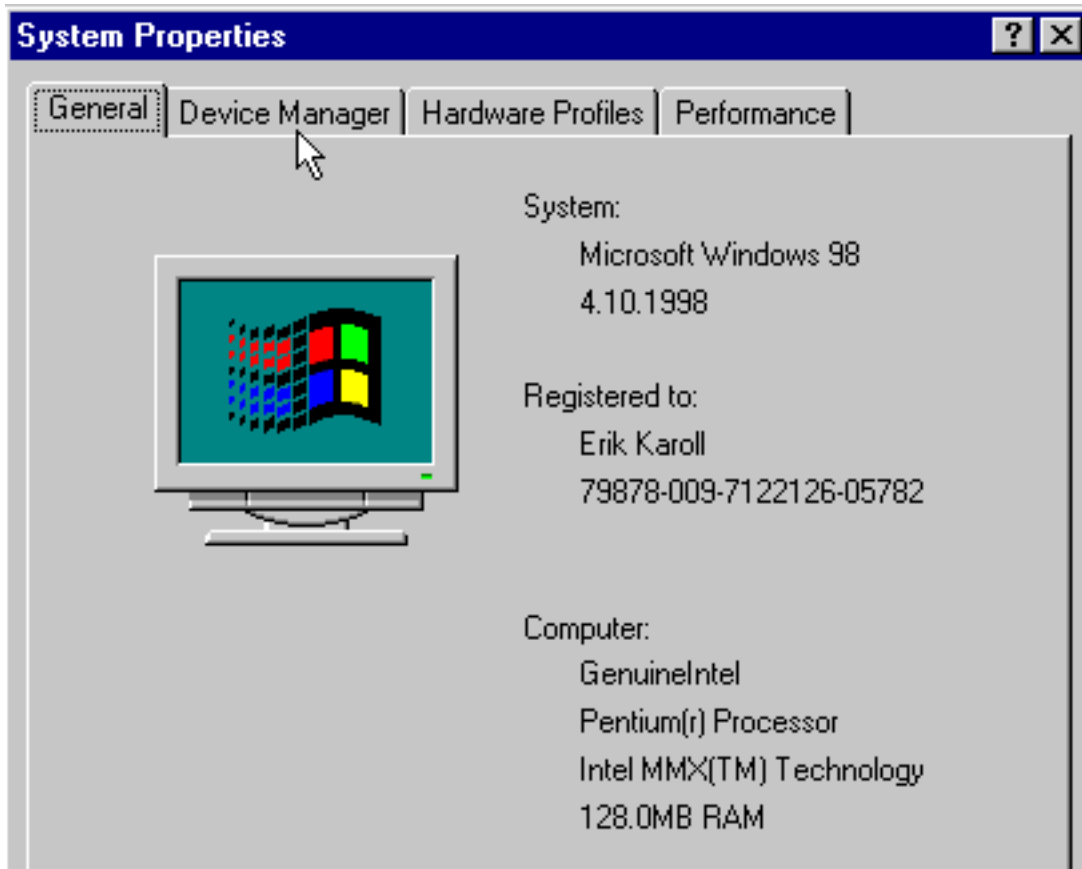 System Properties
General Device Manager Hardware Profiles Performance
System:
Microsoft Windows 98
4.10.1998
Registered to:
Erik Karoll
79878-009-7122126-05782
Computer:
GenuineIntel
Pentium(r) Processor
Intel MMX(TM) Technology
128.0MB RAM